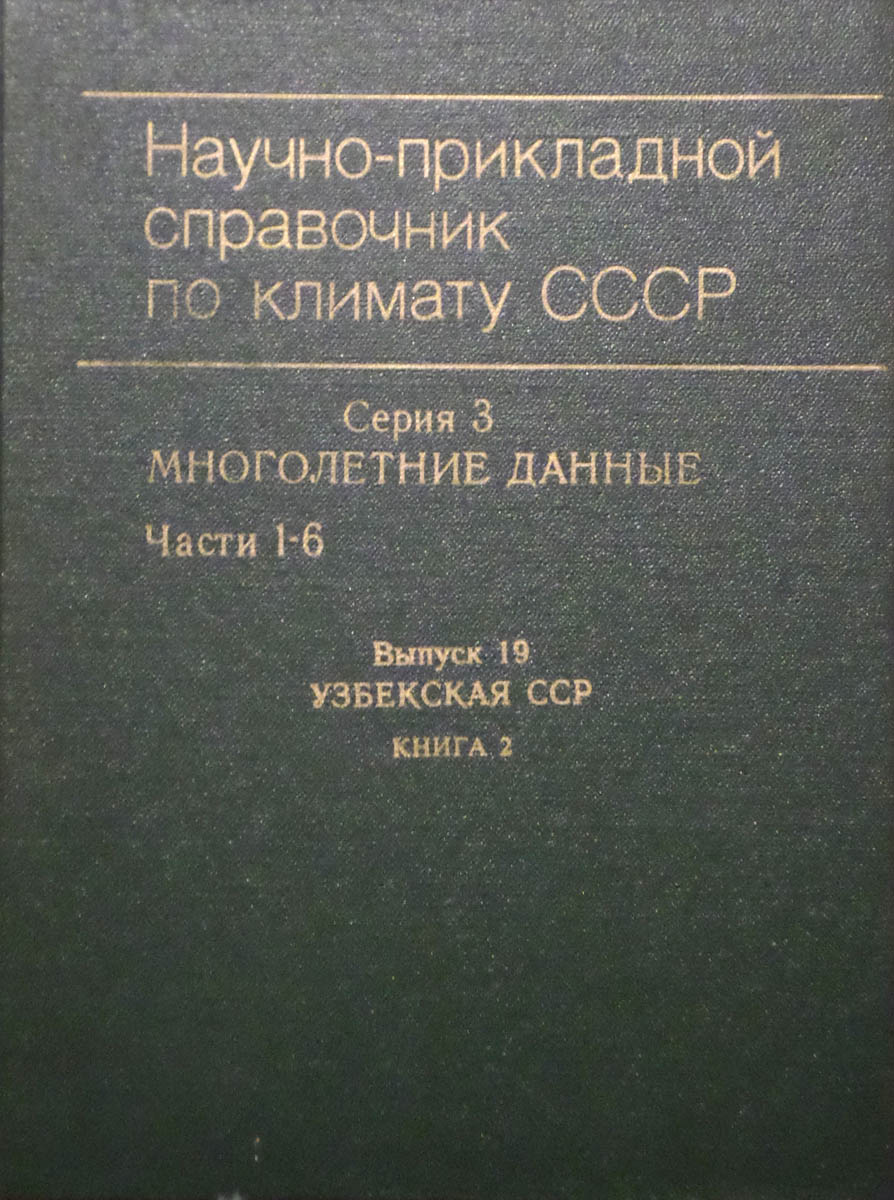 Научно-прикладной
справочник
по климату СССР
Серия 3
МНОГОЛЕТНИЕ ДАННЫЕ
Части 1-6
Выпуск 19
УЗБЕКСКАЯ ССР
КНИГА 2